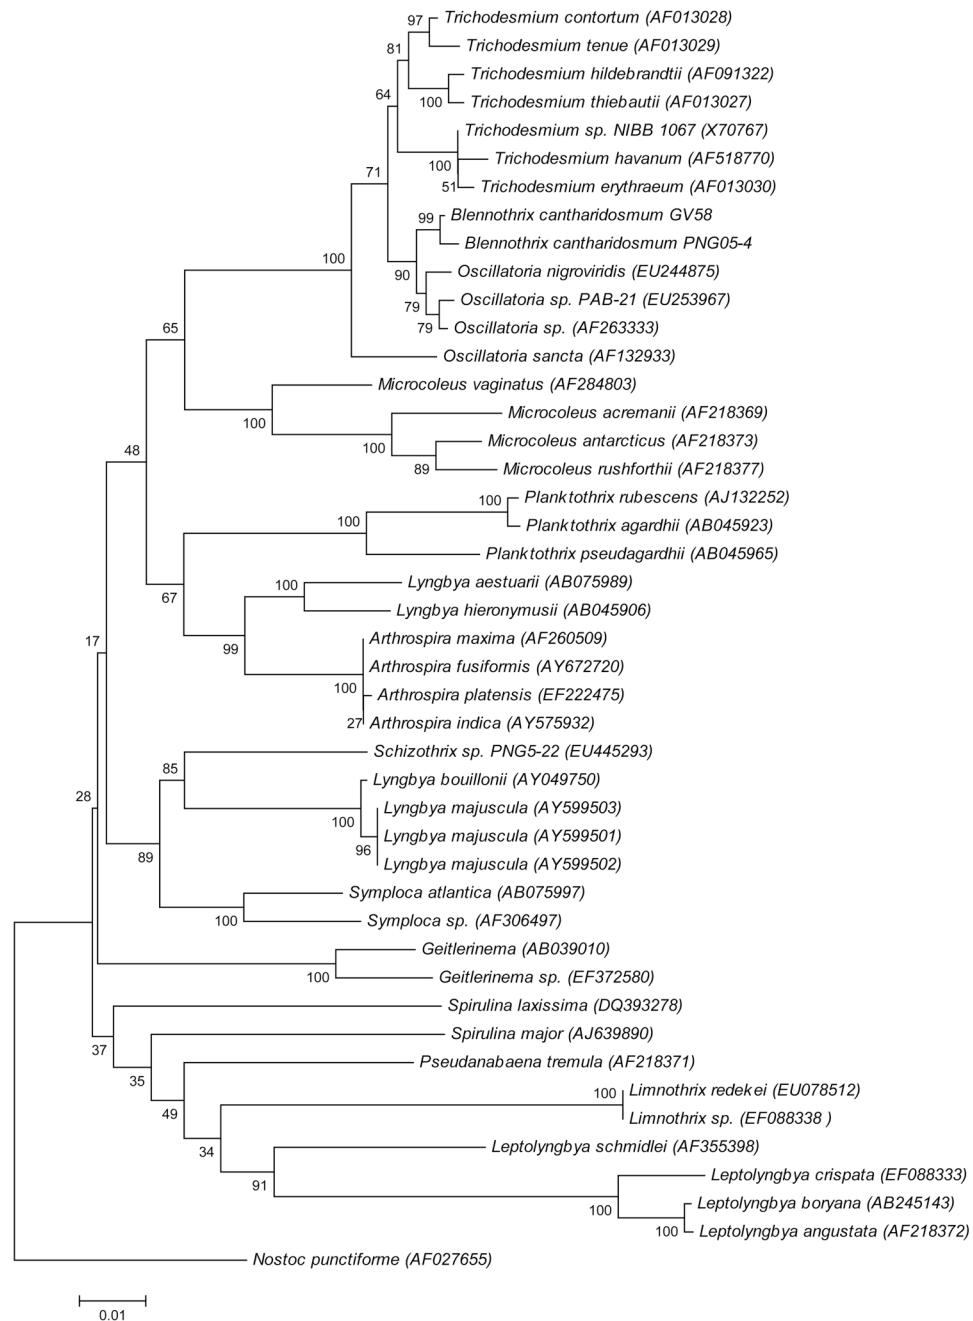 97 Trichodesmium contortum (AF013028)
Trichodesmium tenue (AF013029)
81
Trichodesmium hildebrandtii (AF091322)
64
100 Trichodesmium thiebautii (AF013027)
Trichodesmium sp. NIBB 1067 (X70767)
100 Trichodesmium havanum (AF518770)
71
51 Trichodesmium erythraeum (AF013030)
99 Blennothrix cantharidosmum GV58
Blennothrix cantharidosmum PNG05-4
100
90 Oscillatoria nigroviridis (EU244875)
79 Oscillatoria sp. PAB-21 (EU253967)
79 Oscillatoria sp. (AF263333)
65
Oscillatoria sancta (AF132933)
Microcoleus vaginatus (AF284803)
100 Microcoleus acremanii (AF218369)
48
100 Microcoleus antarcticus (AF218373)
89 Microcoleus rushforthii (AF218377)
100 Planktothrix rubescens (AJ132252)
100 Planktothrix agardhii (AB045923)
Planktothrix pseudagardhii (AB045965)
100 Lyngbya aestuarii (AB075989)
67
Lyngbya hieronymusii (AB045906)
17
99 Arthrospira maxima (AF260509)
Arthrospira fusiformis (AY672720)
100 Arthrospira platensis (EF222475)
27 Arthrospira indica (AY575932)
Schizothrix sp. PNG5-22 (EU445293)
85
Lyngbya bouillonii (AY049750)
28
Lyngbya majuscula (AY599503)
100
Lyngbya majuscula (AY599501)
89 96
Lyngbya majuscula (AY599502)
Symploca atlantica (AB075997)
100 Symploca sp. (AF306497)
Geitlerinema (AB039010)
100 Geitlerinema sp. (EF372580)
Spirulina laxissima (DQ393278)
Spirulina major (AJ639890)
37
Pseudanabaena tremula (AF218371)
35
100 Limnothrix redekei (EU078512)
49
Limnothrix sp. (EF088338 )
34 Leptolyngbya schmidlei (AF355398)
Leptolyngbya crispata (EF088333)
91
100 Leptolyngbya boryana (AB245143)
100 Leptolyngbya angustata (AF218372)
Nostoc punctiforme (AF027655)
0.01